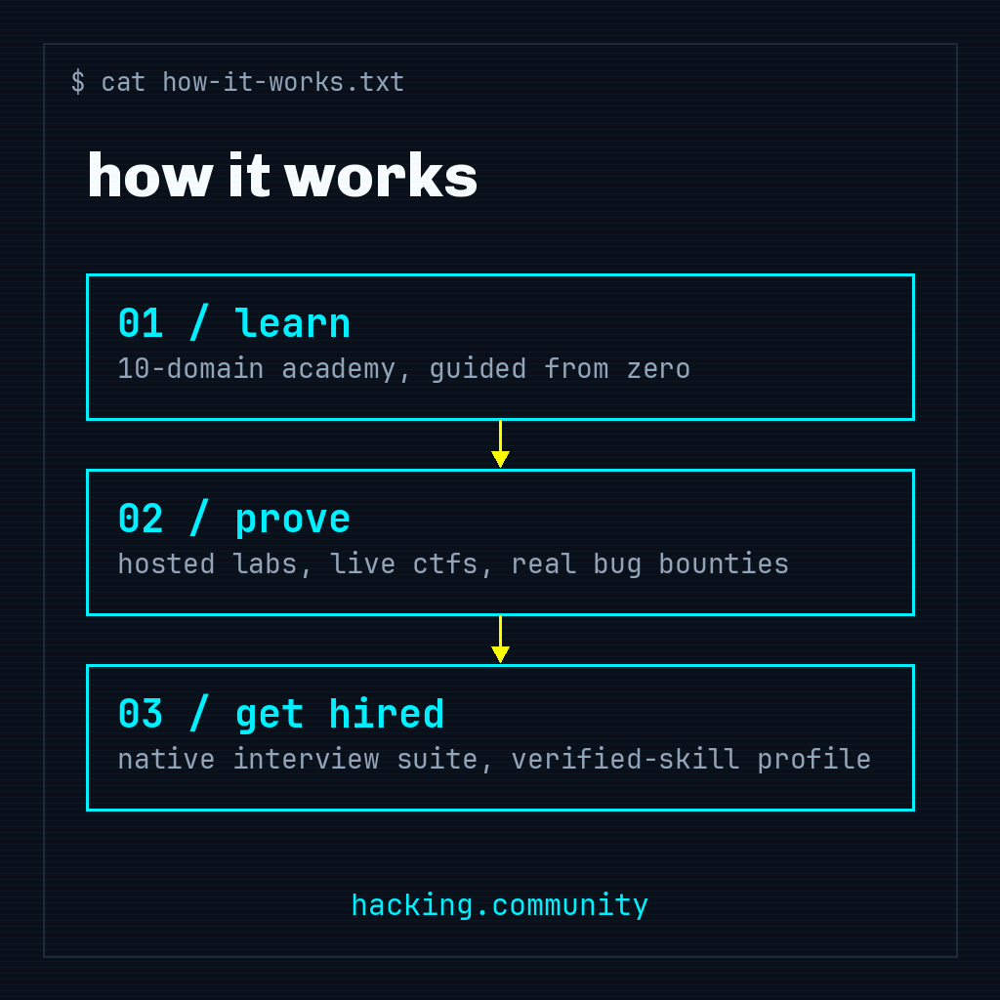 $ cat how-it-works.txt
how it works
01 / learn
10-domain academy, guided from zero
02 / prove
hosted labs, live ctfs, real bug bounties
03 / get hired
native interview suite, verified-skill profile
hacking.community